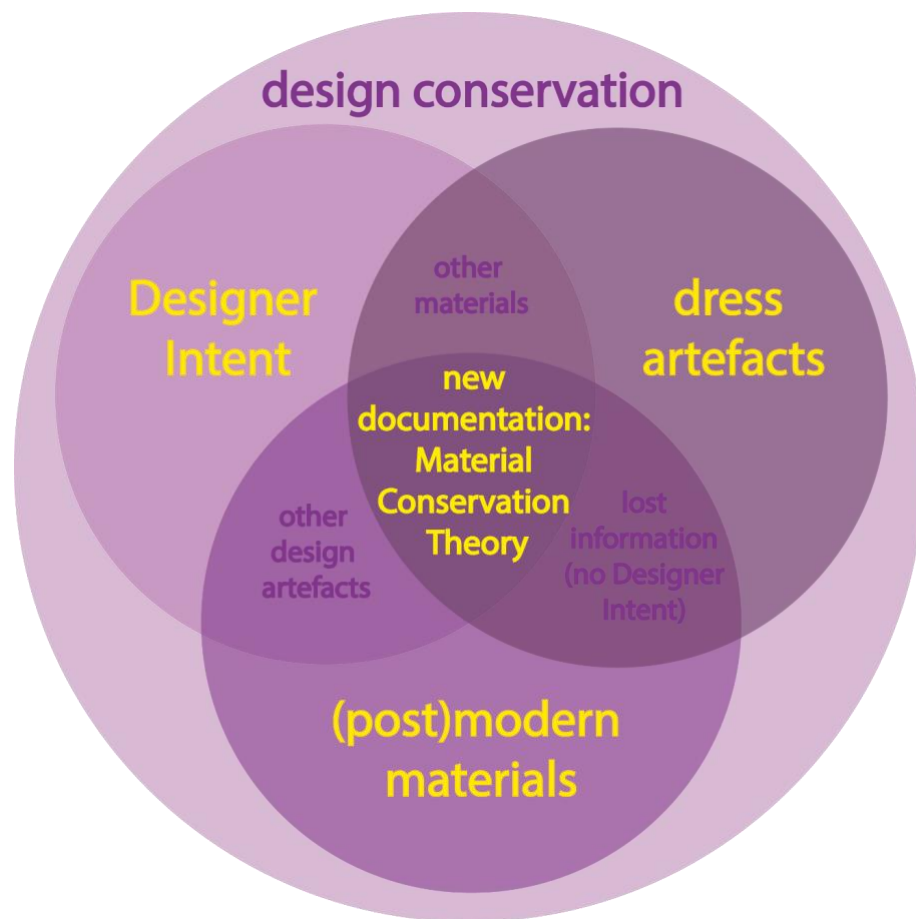 design conservation
Designer
Intent
other
materials
dress
artefacts
new
documentation:
Material
Conservation
Theory
other
design
artefacts
lost
information
(no Designer
Intent)
(post)modern
materials